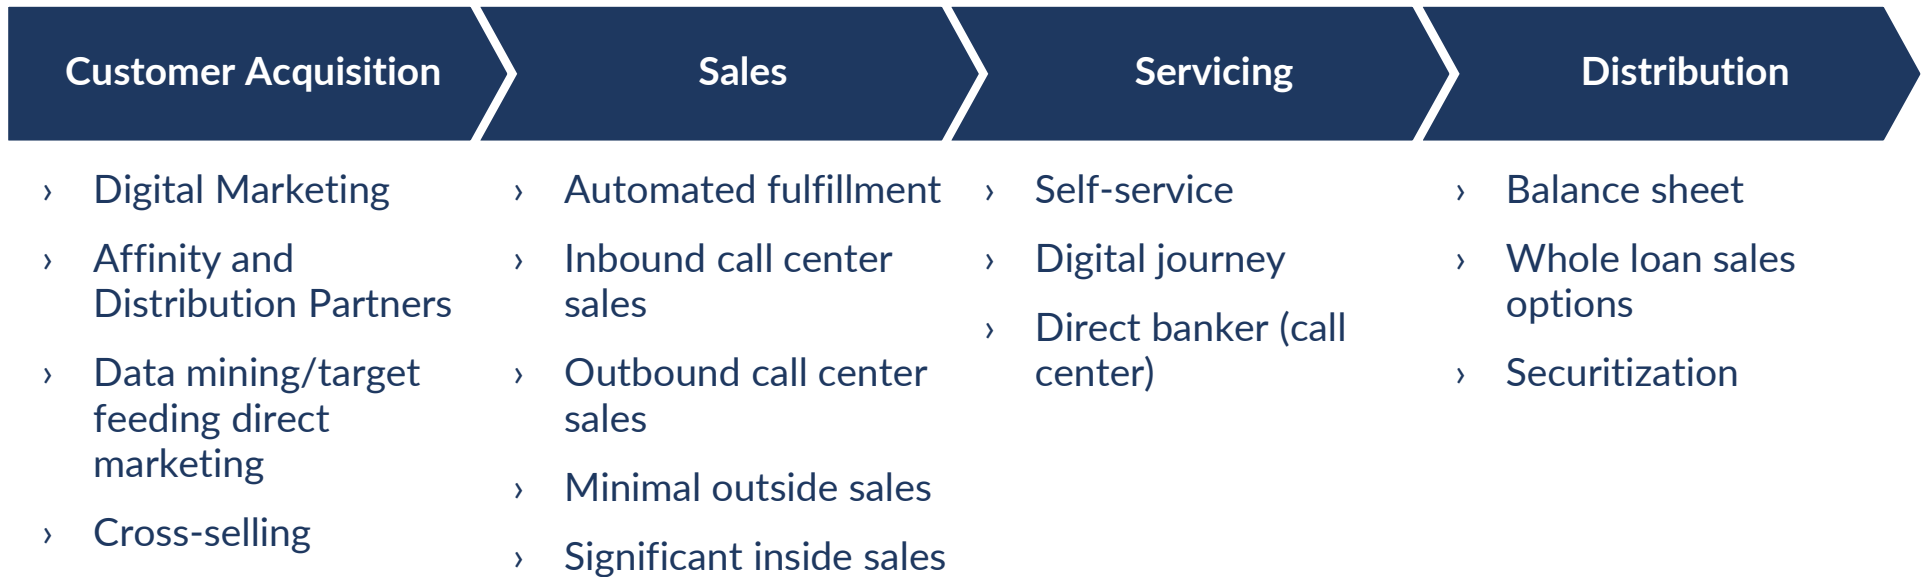 Customer Acquisition
Sales
Servicing
Distribution
› Digital Marketing
› Affinity and
Distribution Partners
› Data mining/target
feeding direct
marketing
› Cross-selling
› Automated fulfillment
› Inbound call center
sales
› Outbound call center
sales
› Minimal outside sales
› Significant inside sales
› Self-service
› Digital journey
› Direct banker (call
center)
› Balance sheet
› Whole loan sales
options
› Securitization